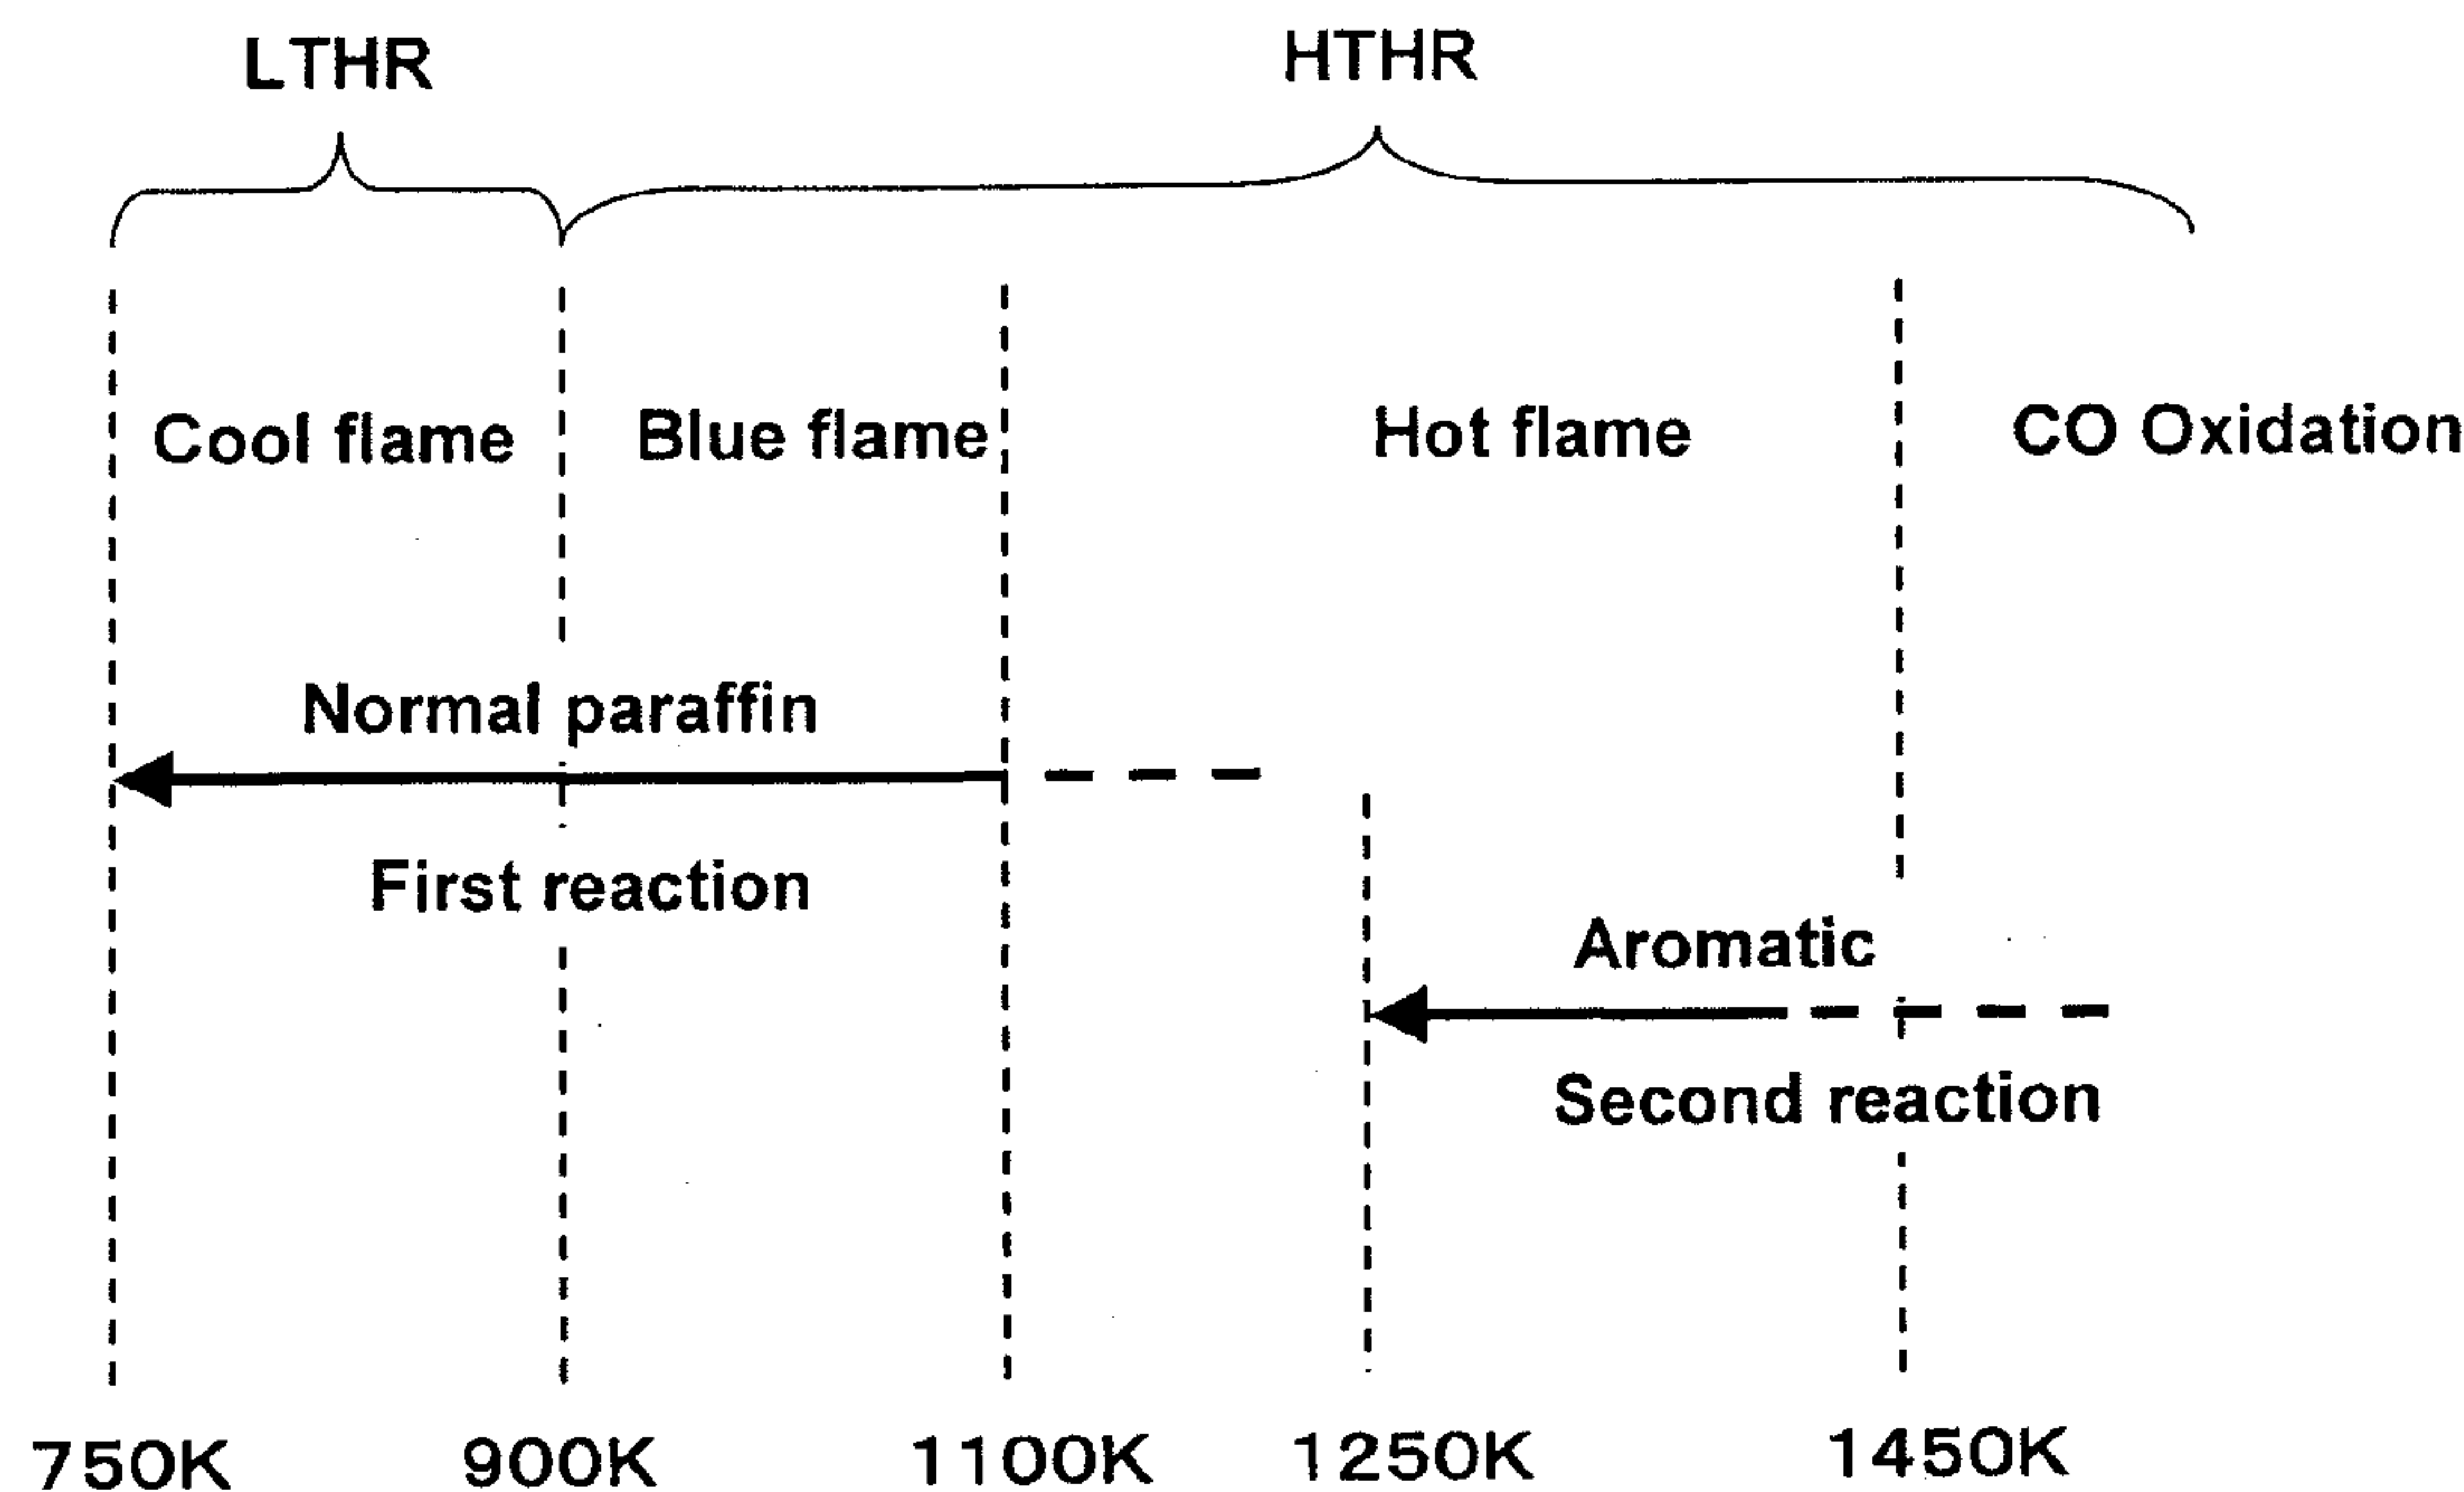 LTHR
HTHR
Cool flame
Blue flame
Hot flame
CO Oxidation
Normal paraffin
First reaction
Aromatic
Second reaction
750K
900K
1100K
1250K
1450K